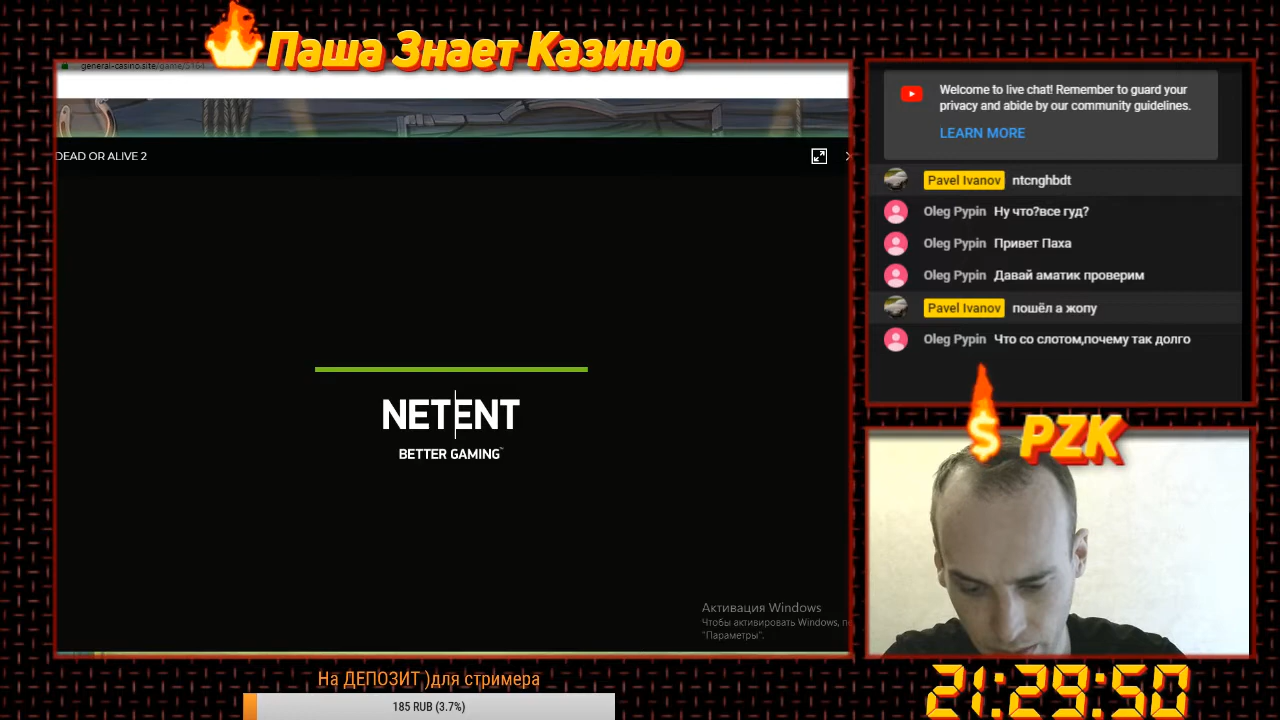 Паша Знает Казино
general-casino.site/game/5164
DEAD OR ALIVE 2
NETENT
BETTER GAMING
Активация Windows
Чтобы активировать Windows, п
"Параметры".
На ДЕПОЗИТ )для стримера
185 RUB (3.7%)
Welcome to live chat! Remember to guard your
privacy and abide by our community guidelines.
LEARN MORE
Pavel Ivanov ntcnghbdt
Oleg Pypin Ну что?все гуд?
Oleg Pypin Привет Паха
Oleg Pypin Давай аматик проверим
Pavel Ivanov пошёл а жопу
Oleg Pypin Что со слотом,почему так долго
$ PZK
21:29:50